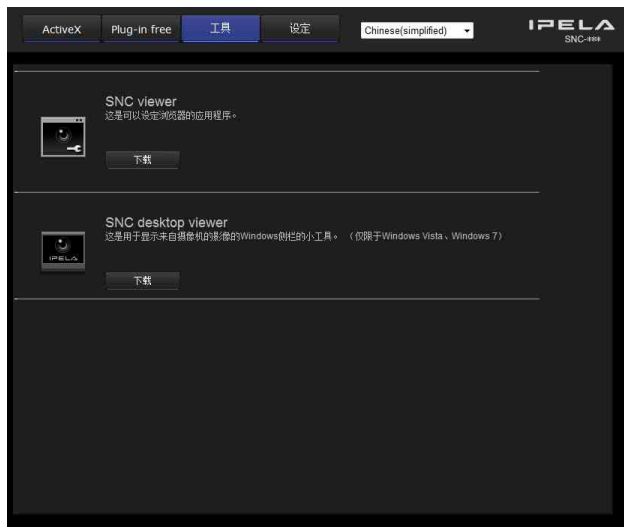 ActiveX Plug-in free 工具 设定 Chinese(simplified) IPELA
SNC-***
SNC viewer
这是可以设定浏览器的应用程序。
下载
SNC desktop viewer
这是用于显示来自摄像机的影像的Windows侧栏的小工具。（仅限于Windows Vista、Windows 7）
IPELA
下载